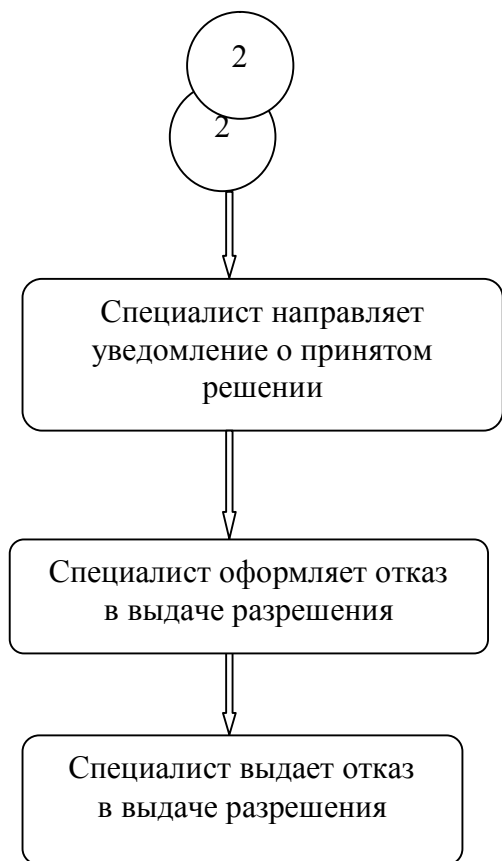 2
2
Специалист направляет
уведомление о принятом
решении
Специалист оформляет отказ
в выдаче разрешения
Специалист выдает отказ
в выдаче разрешения